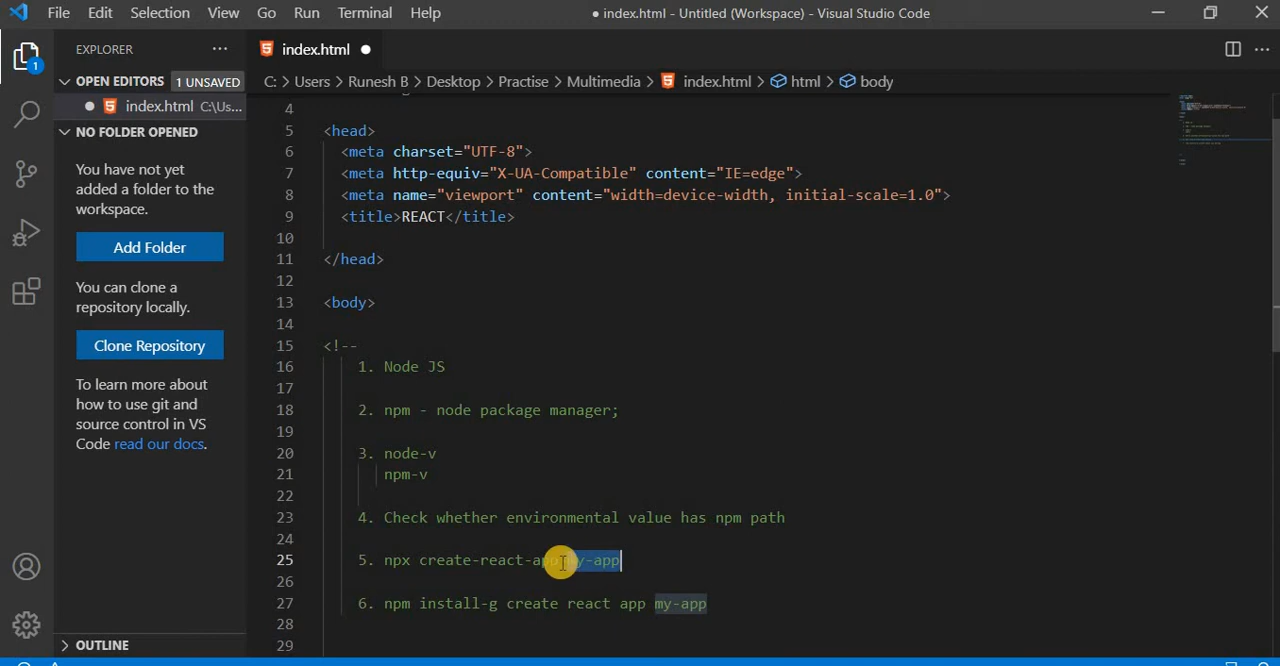 File Edit Selection View Go Run Terminal Help
● index.html - Untitled (Workspace) - Visual Studio Code
EXPLORER
index.html
OPEN EDITORS 1 UNSAVED
C: > Users > Runesh B > Desktop > Practise > Multimedia > index.html > html > body
index.html C:\Us...
NO FOLDER OPENED
You have not yet
added a folder to the
workspace.
Add Folder
You can clone a
repository locally.
Clone Repository
To learn more about
how to use git and
source control in VS
Code read our docs.
OUTLINE
1
4
5 <head>
6 <meta charset="UTF-8">
7 <meta http-equiv="X-UA-Compatible" content="IE=edge">
8 <meta name="viewport" content="width=device-width, initial-scale=1.0">
9 <title>REACT</title>
10
11 </head>
12
13 <body>
14
15 <!--
16 1. Node JS
17
18 2. npm - node package manager;
19
20 3. node-v
21 npm-v
22
23 4. Check whether environmental value has npm path
24
25 5. npx create-react-app my-app
26
27 6. npm install-g create react app my-app
28
29